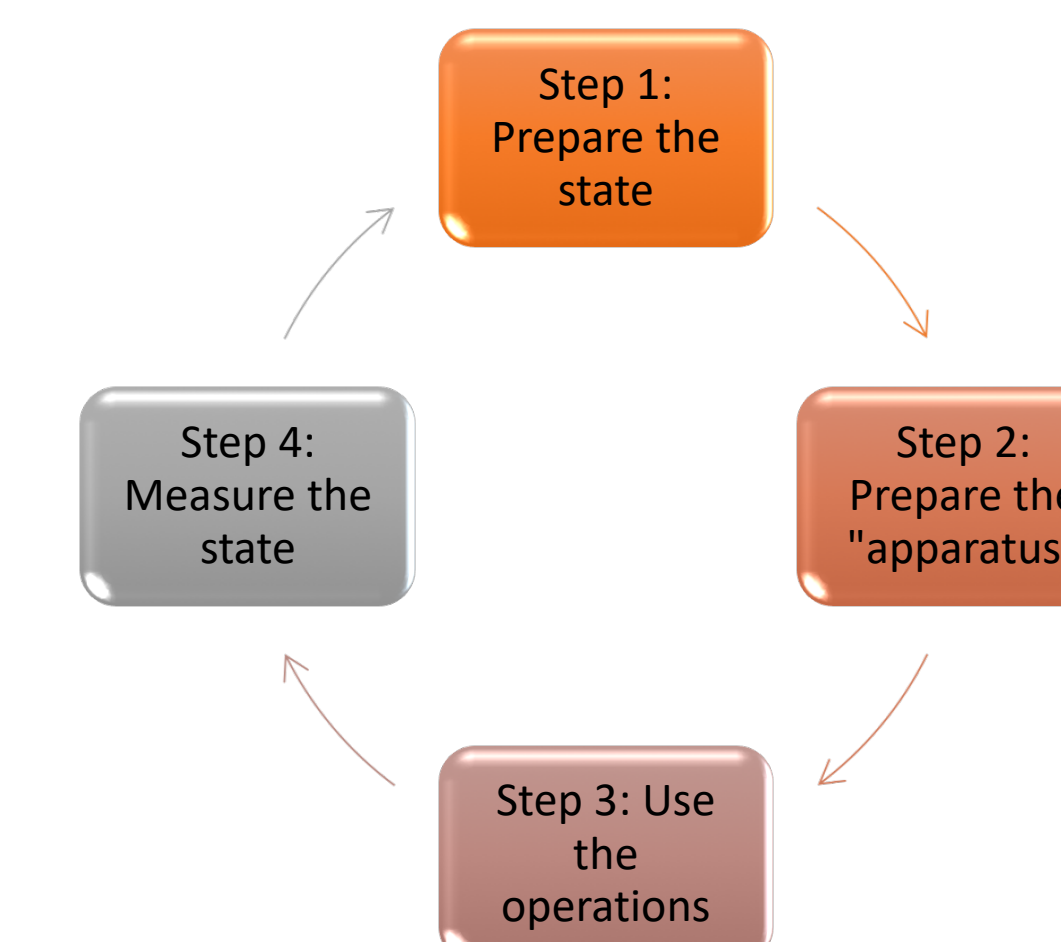 Step 1:
Prepare the
state
Step 2:
Prepare the
"apparatus
Step 3: Use
the
operations
Step 4:
Measure the
state